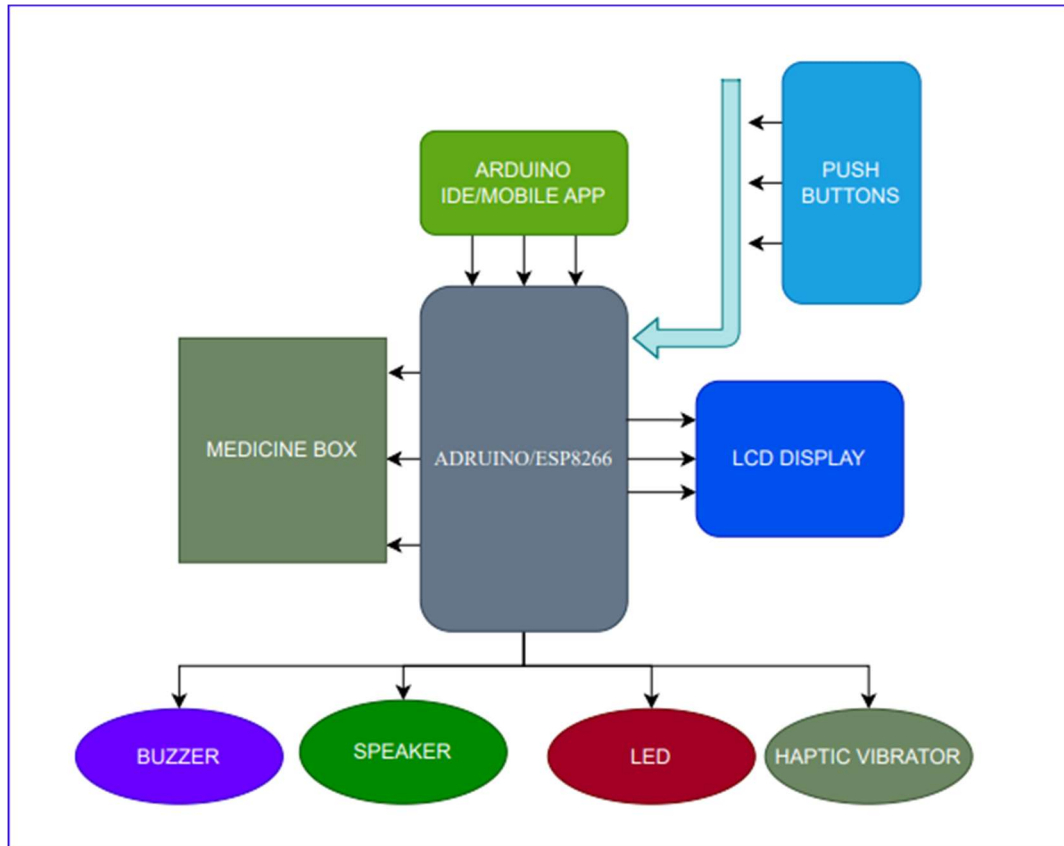 ARDUINO
IDE/MOBILE APP
PUSH
BUTTONS
MEDICINE BOX
ADRUINO/ESP8266
LCD DISPLAY
BUZZER
SPEAKER
LED
HAPTIC VIBRATOR